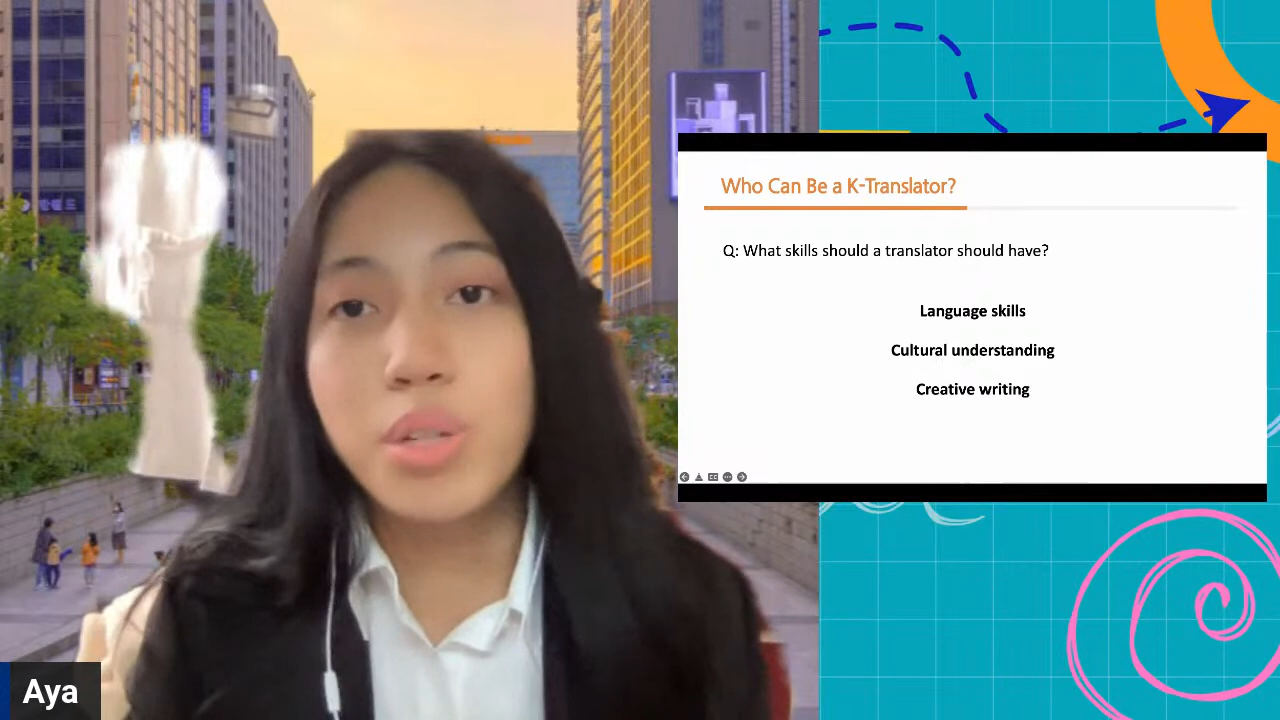 Who Can Be a K-Translator?
Q: What skills should a translator should have?
Language skills
Cultural understanding
Creative writing
Aya